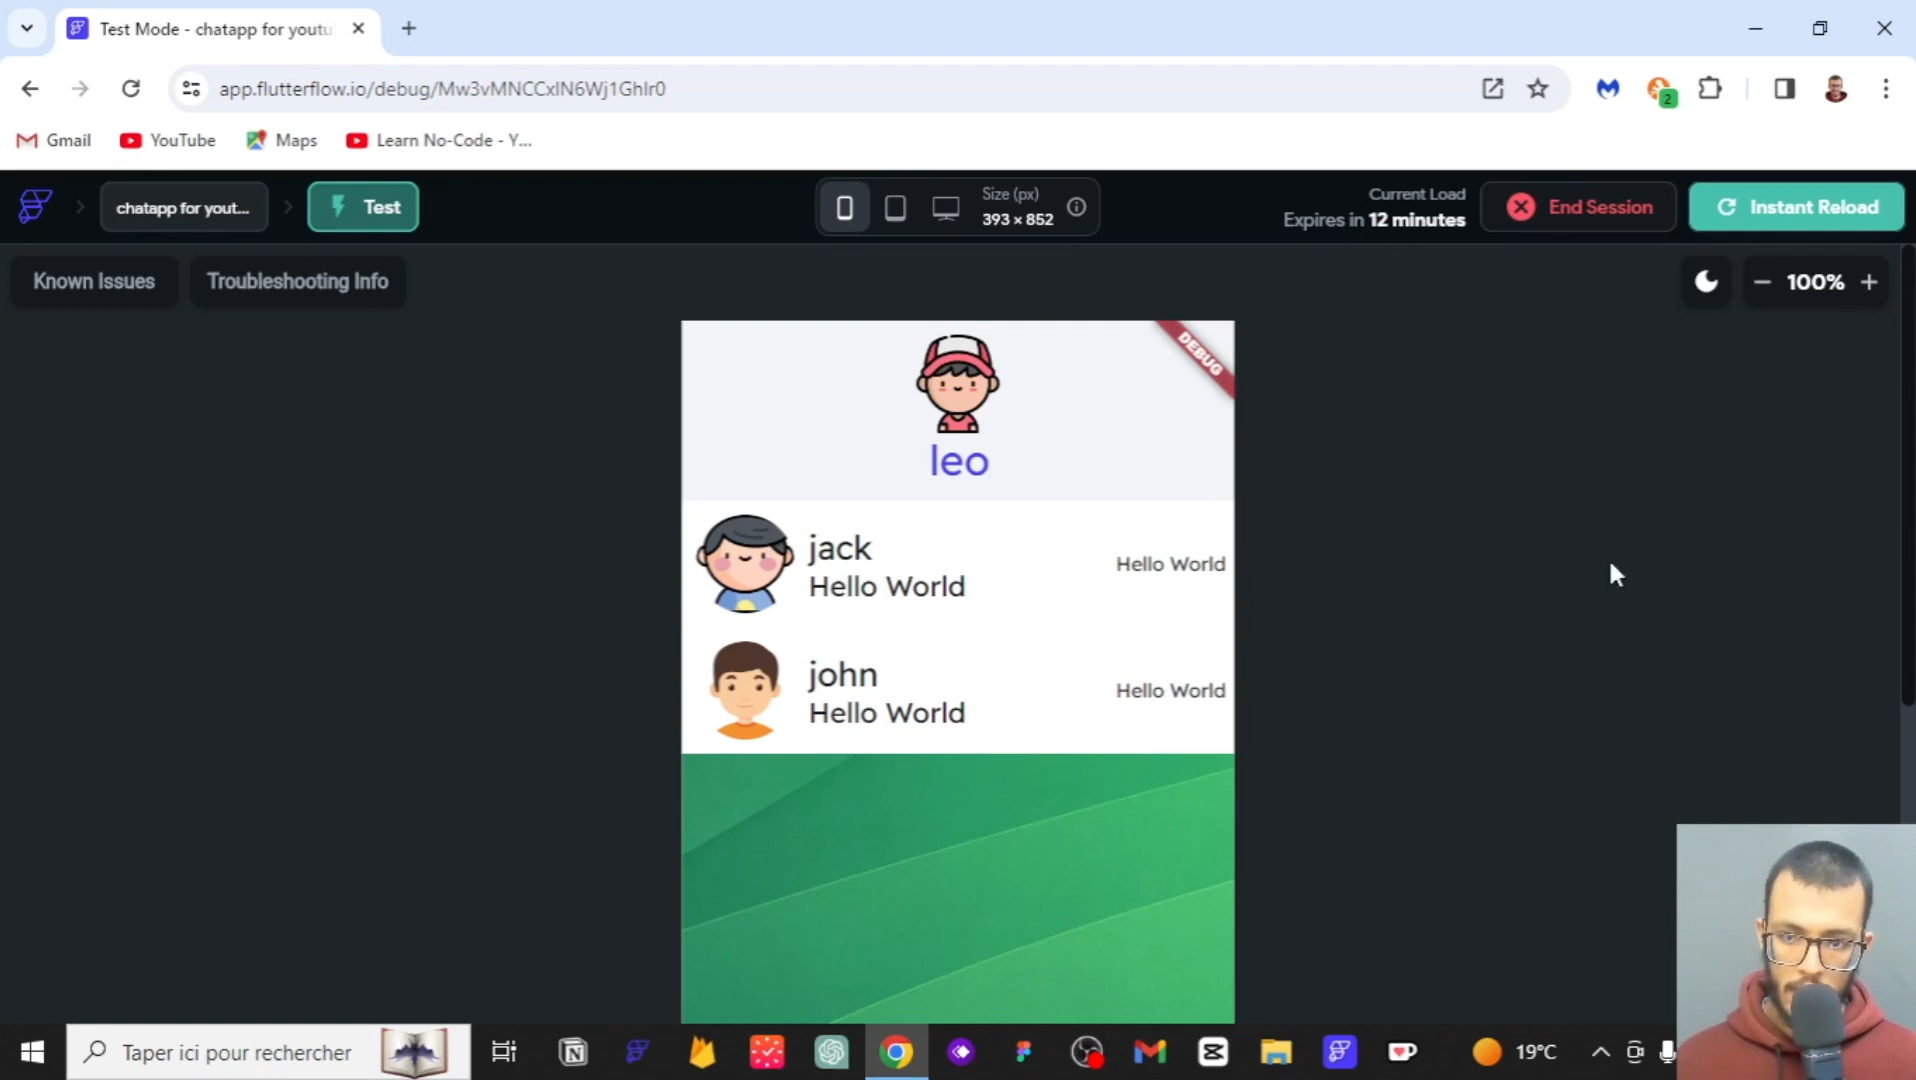 Test Mode - chatapp for youtu
app.flutterflow.io/debug/Mw3vMNCCxlN6Wj1Ghlr0
2
Gmail
YouTube
Maps
Learn No-Code - Y...
chatapp for yout...
Test
Size (px)
393 × 852
Current Load
Expires in 12 minutes
End Session
Instant Reload
Known Issues
Troubleshooting Info
100%
DEBUG
leo
jack
Hello World
Hello World
john
Hello World
Hello World
Taper ici pour rechercher
19°C